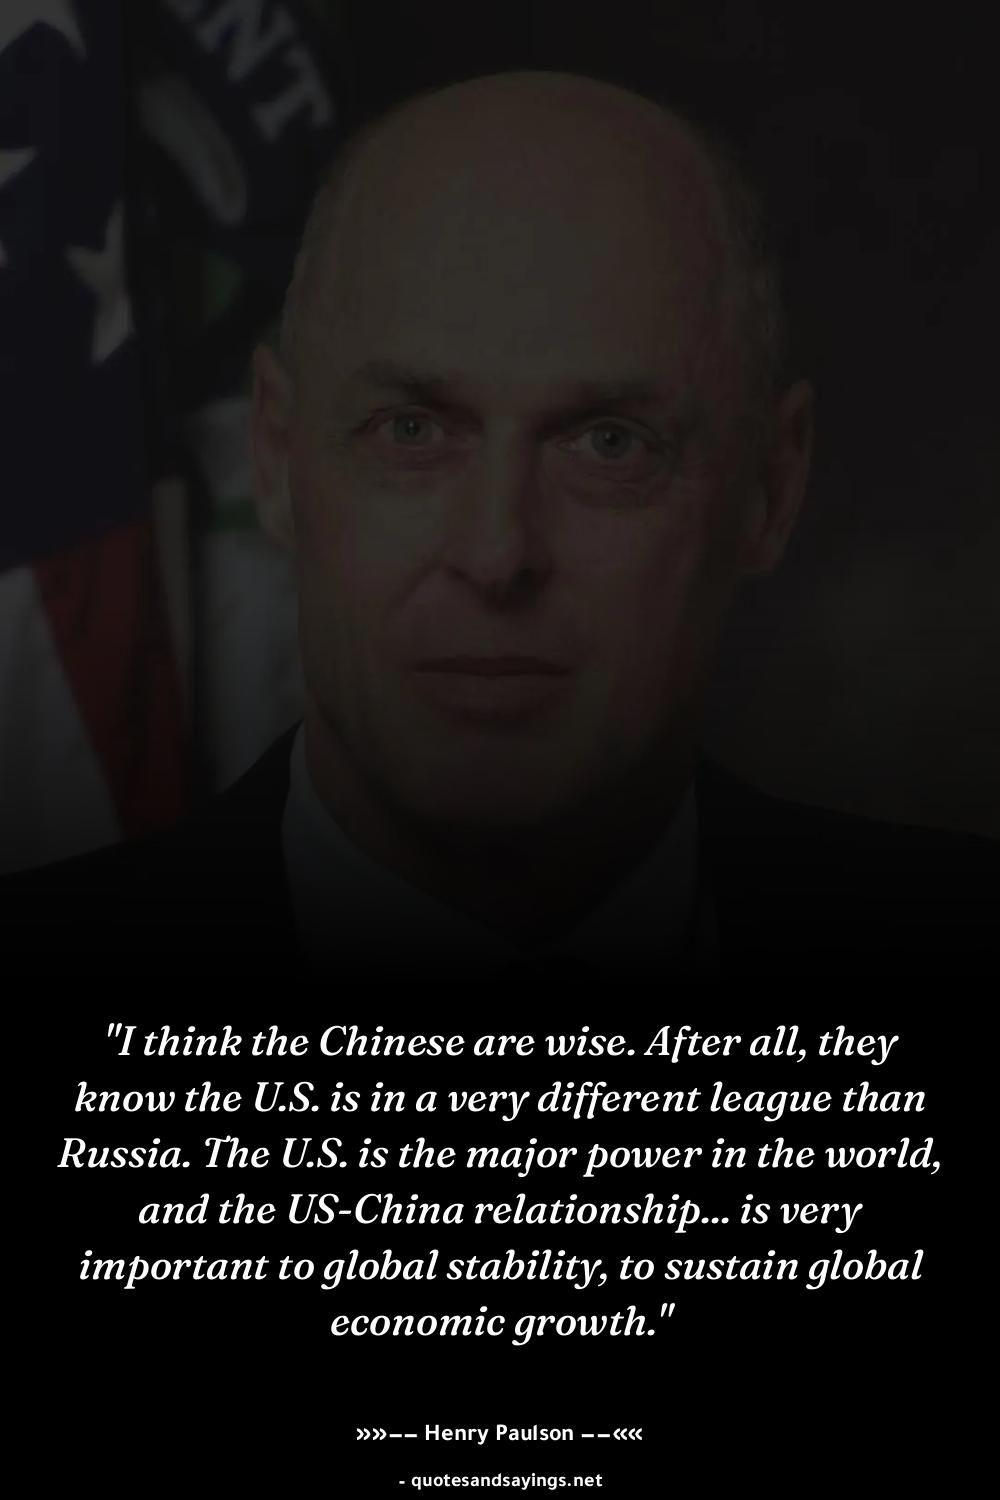 NT
"I think the Chinese are wise. After all, they
know the U.S. is in a very different league than
Russia. The U.S. is the major power in the world,
and the US-China relationship... is very
important to global stability, to sustain global
economic growth."
»»−− Henry Paulson −−««
- quotesandsayings.net